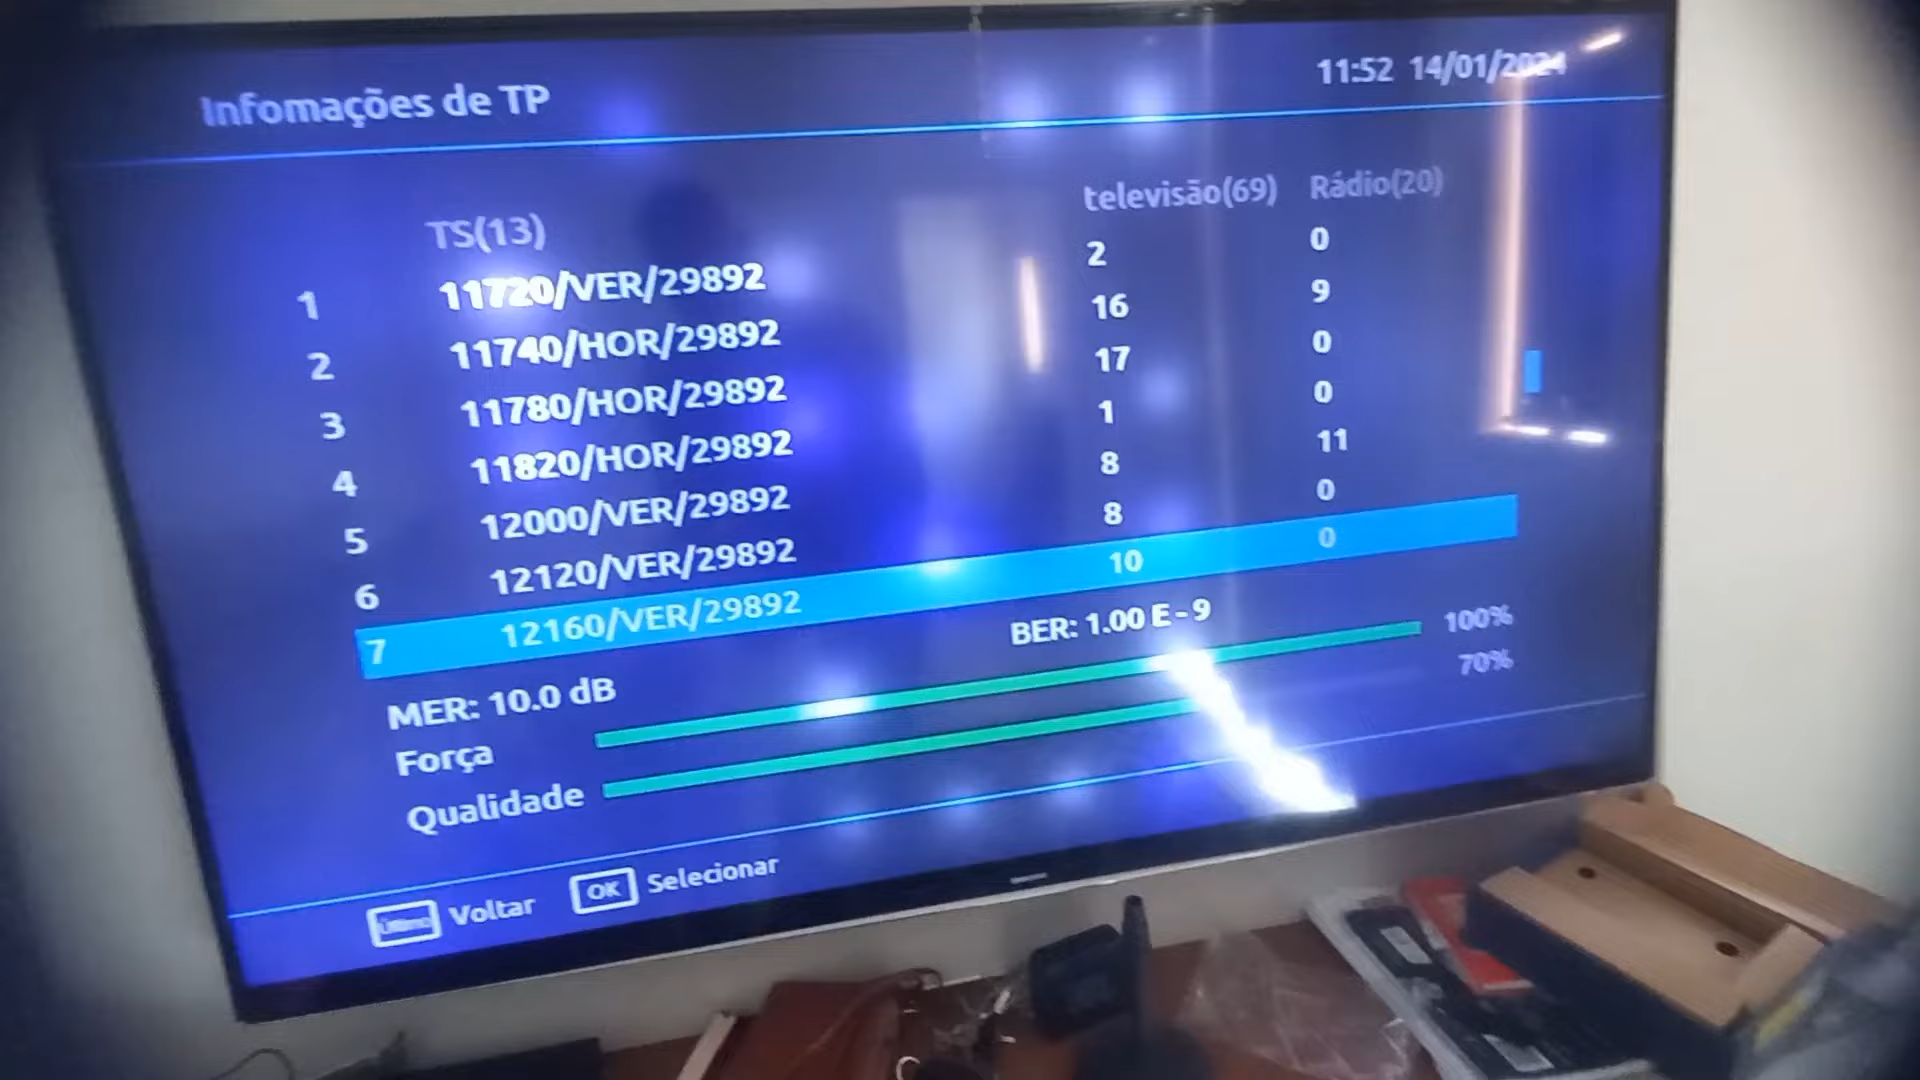 Infomações de TP
11:52 14/01/2024
TS(13) televisão(69) Rádio(20)
1 11720/VER/29892 2 0
2 11740/HOR/29892 16 9
3 11780/HOR/29892 17 0
4 11820/HOR/29892 1 0
5 12000/VER/29892 8 11
6 12120/VER/29892 8 0
7 12160/VER/29892 10 0
MER: 10.0 dB BER: 1.00 E - 9
Força 100%
Qualidade 70%
Voltar OK Selecionar